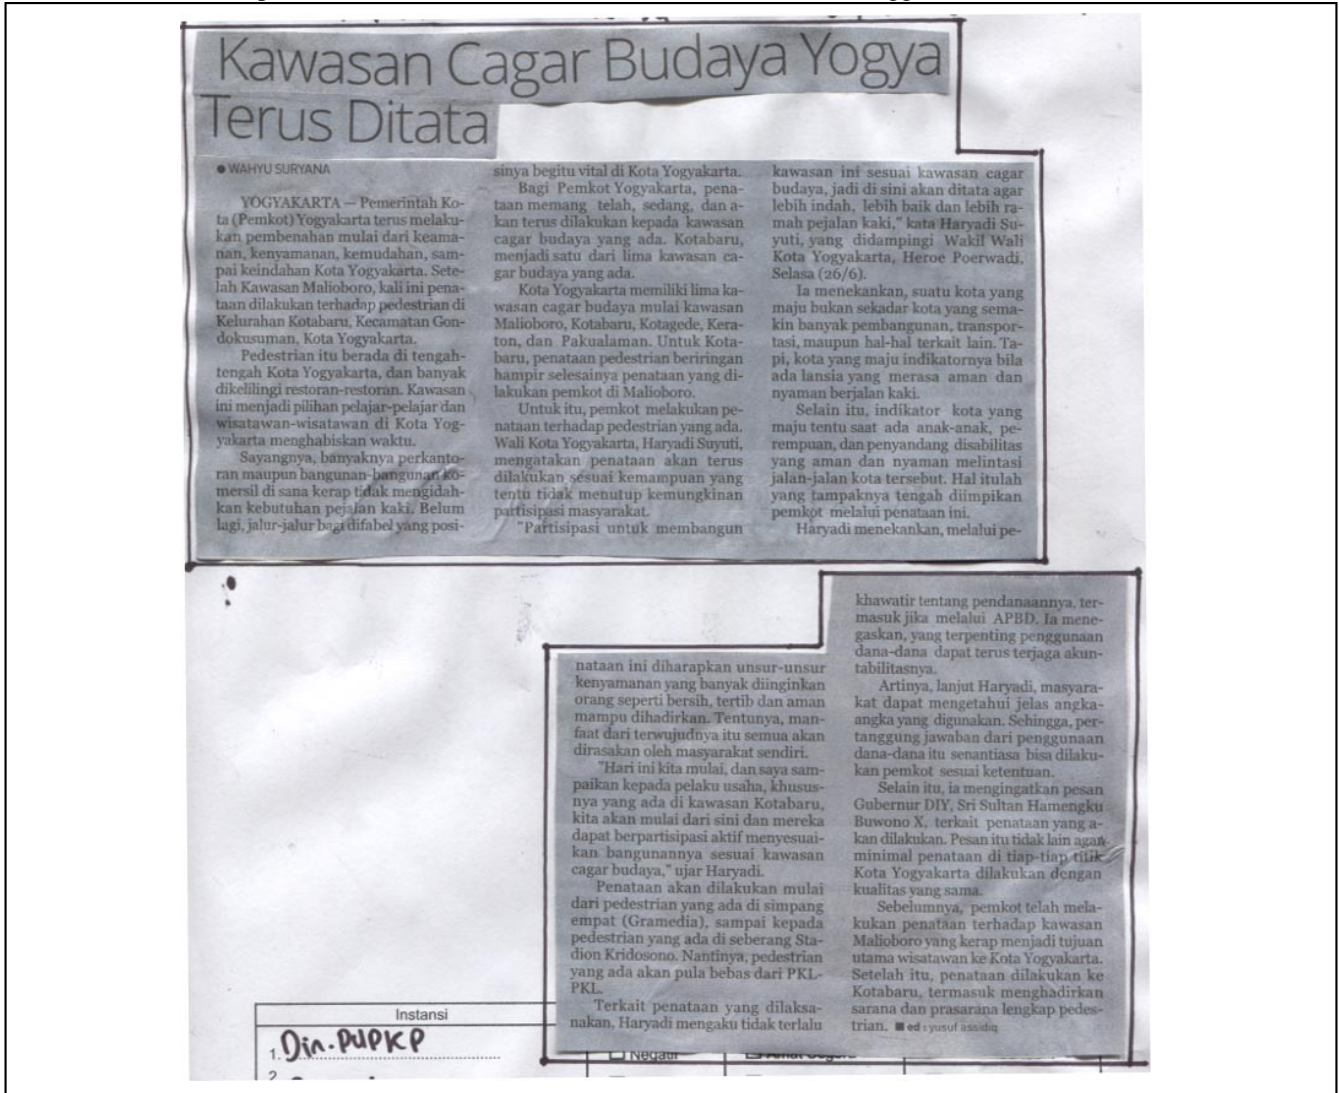 Kawasan Cagar Budaya Yogya
Terus Ditata
● WAHYU SURYANA
YOGYAKARTA — Pemerintah Ko-
ta (Pemkot) Yogyakarta terus melaku-
kan pembenahan mulai dari keama-
nan, kenyamanan, kemudahan, sam-
pai keindahan Kota Yogyakarta. Sete-
lah Kawasan Malioboro, kali ini pena-
taan dilakukan terhadap pedestrian di
Kelurahan Kotabaru, Kecamatan Gon-
dokusuman, Kota Yogyakarta.
Pedestrian itu berada di tengah-
tengah Kota Yogyakarta, dan banyak
dikelilingi restoran-restoran. Kawasan
ini menjadi pilihan pelajar-pelajar dan
wisatawan-wisatawan di Kota Yog-
yakarta menghabiskan waktu.
Sayangnya, banyaknya perkanto-
ran maupun bangunan-bangunan ko-
mersil di sana kerap tidak mengidah-
kan kebutuhan pejalan kaki. Belum
lagi, jalur-jalur bagi difabel yang posi-
sinya begitu vital di Kota Yogyakarta.
Bagi Pemkot Yogyakarta, pena-
taan memang telah, sedang, dan a-
kan terus dilakukan kepada kawasan
cagar budaya yang ada. Kotabaru,
menjadi satu dari lima kawasan ca-
gar budaya yang ada.
Kota Yogyakarta memiliki lima ka-
wasan cagar budaya mulai kawasan
Malioboro, Kotabaru, Kotagede, Kera-
ton, dan Pakualaman. Untuk Kota-
baru, penataan pedestrian beriringan
hampir selesainya penataan yang di-
lakukan pemkot di Malioboro.
Untuk itu, pemkot melakukan pe-
nataan terhadap pedestrian yang ada.
Wali Kota Yogyakarta, Haryadi Suyuti,
mengatakan penataan akan terus
dilakukan sesuai kemampuan yang
tentu tidak menutup kemungkinan
partisipasi masyarakat.
"Partisipasi untuk membangun
kawasan ini sesuai kawasan cagar
budaya, jadi di sini akan ditata agar
lebih indah, lebih baik dan lebih ra-
mah pejalan kaki," kata Haryadi Su-
yuti, yang didampingi Wakil Wali
Kota Yogyakarta, Heroe Poerwadi,
Selasa (26/6).
Ia menekankan, suatu kota yang
maju bukan sekadar kota yang sema-
kin banyak pembangunan, transpor-
tasi, maupun hal-hal terkait lain. Ta-
pi, kota yang maju indikatornya bila
ada lansia yang merasa aman dan
nyaman berjalan kaki.
Selain itu, indikator kota yang
maju tentu saat ada anak-anak, pe-
rempuan, dan penyandang disabilitas
yang aman dan nyaman melintasi
jalan-jalan kota tersebut. Hal itulah
yang tampaknya tengah diimpikan
pemkot melalui penataan ini.
Haryadi menekankan, melalui pe-
nataan ini diharapkan unsur-unsur
kenyamanan yang banyak diinginkan
orang seperti bersih, tertib dan aman
mampu dihadirkan. Tentunya, man-
faat dari terwujudnya itu semua akan
dirasakan oleh masyarakat sendiri.
"Hari ini kita mulai, dan saya sam-
paikan kepada pelaku usaha, khusus-
nya yang ada di kawasan Kotabaru,
kita akan mulai dari sini dan mereka
dapat berpartisipasi aktif menyesuai-
kan bangunannya sesuai kawasan
cagar budaya," ujar Haryadi.
Penataan akan dilakukan mulai
dari pedestrian yang ada di simpang
empat (Gramedia), sampai kepada
pedestrian yang ada di seberang Sta-
dion Kridosono. Nantinya, pedestrian
yang ada akan pula bebas dari PKL-
PKL.
Terkait penataan yang dilaksa-
nakan, Haryadi mengaku tidak terlalu
khawatir tentang pendanaannya, ter-
masuk jika melalui APBD. Ia mene-
gaskan, yang terpenting penggunaan
dana-dana dapat terus terjaga akun-
tabilitasnya.
Artinya, lanjut Haryadi, masyara-
kat dapat mengetahui jelas angka-
angka yang digunakan. Sehingga, per-
tanggung jawaban dari penggunaan
dana-dana itu senantiasa bisa dilaku-
kan pemkot sesuai ketentuan.
Selain itu, ia mengingatkan pesan
Gubernur DIY, Sri Sultan Hamengku
Buwono X, terkait penataan yang a-
kan dilakukan. Pesan itu tidak lain agar
minimal penataan di tiap-tiap titik
Kota Yogyakarta dilakukan dengan
kualitas yang sama.
Sebelumnya, pemkot telah mela-
kukan penataan terhadap kawasan
Malioboro yang kerap menjadi tujuan
utama wisatawan ke Kota Yogyakarta.
Setelah itu, penataan dilakukan ke
Kotabaru, termasuk menghadirkan
sarana dan prasarana lengkap pedes-
trian. ■ ed : yusuf assidiq
Instansi
1. Din. PUPKP
2
Negatif